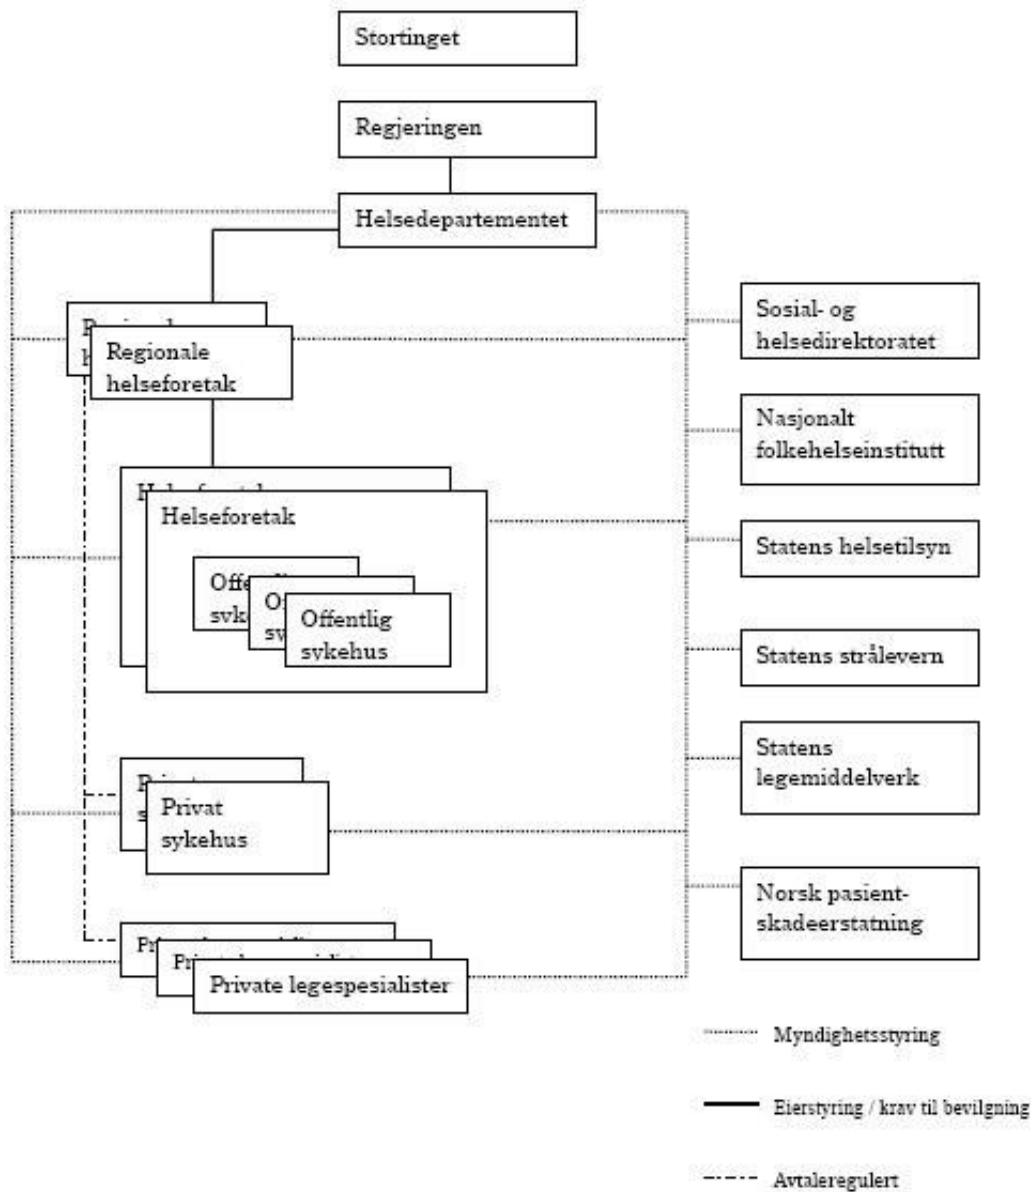 Stortinget
Regjeringen
Helsedepartementet
Regionale
helseforetak
Helseforetak
Offentlig
sykehus
Privat
sykehus
Private legespesialister
Sosial- og
helsedirektoratet
Nasjonalt
folkehelseinstitutt
Statens helsetilsyn
Statens strålevern
Statens
legemiddelverk
Norsk pasient-
skadeerstatning
Myndighetsstyring
Eierstyring / krav til bevilgning
Avtaleregulert